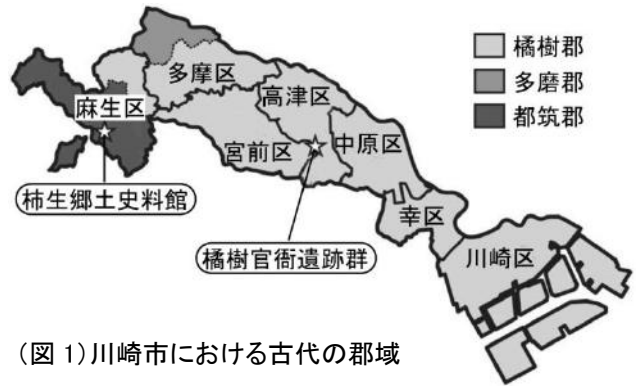 橘樹郡
多磨郡
都筑郡
多摩区
麻生区
高津区
中原区
宮前区
幸区
川崎区
柿生郷土史料館
橘樹官衙遺跡群
（図 1）川崎市における古代の郡域